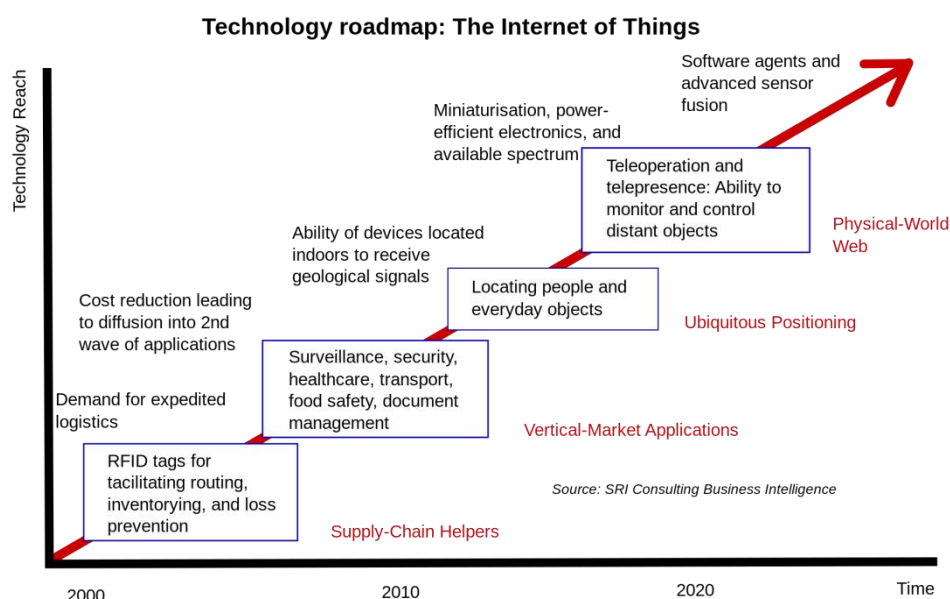 Technology roadmap: The Internet of Things
Technology Reach
Software agents and
advanced sensor
fusion
Miniaturisation, power-
efficient electronics, and
available spectrum
Teleoperation and
telepresence: Ability to
monitor and control
distant objects
Physical-World
Web
Ability of devices located
indoors to receive
geological signals
Locating people and
everyday objects
Ubiquitous Positioning
Cost reduction leading
to diffusion into 2nd
wave of applications
Surveillance, security,
healthcare, transport,
food safety, document
management
Vertical-Market Applications
Demand for expedited
logistics
RFID tags for
tacilitating routing,
inventorying, and loss
prevention
Supply-Chain Helpers
Source: SRI Consulting Business Intelligence
2000
2010
2020
Time